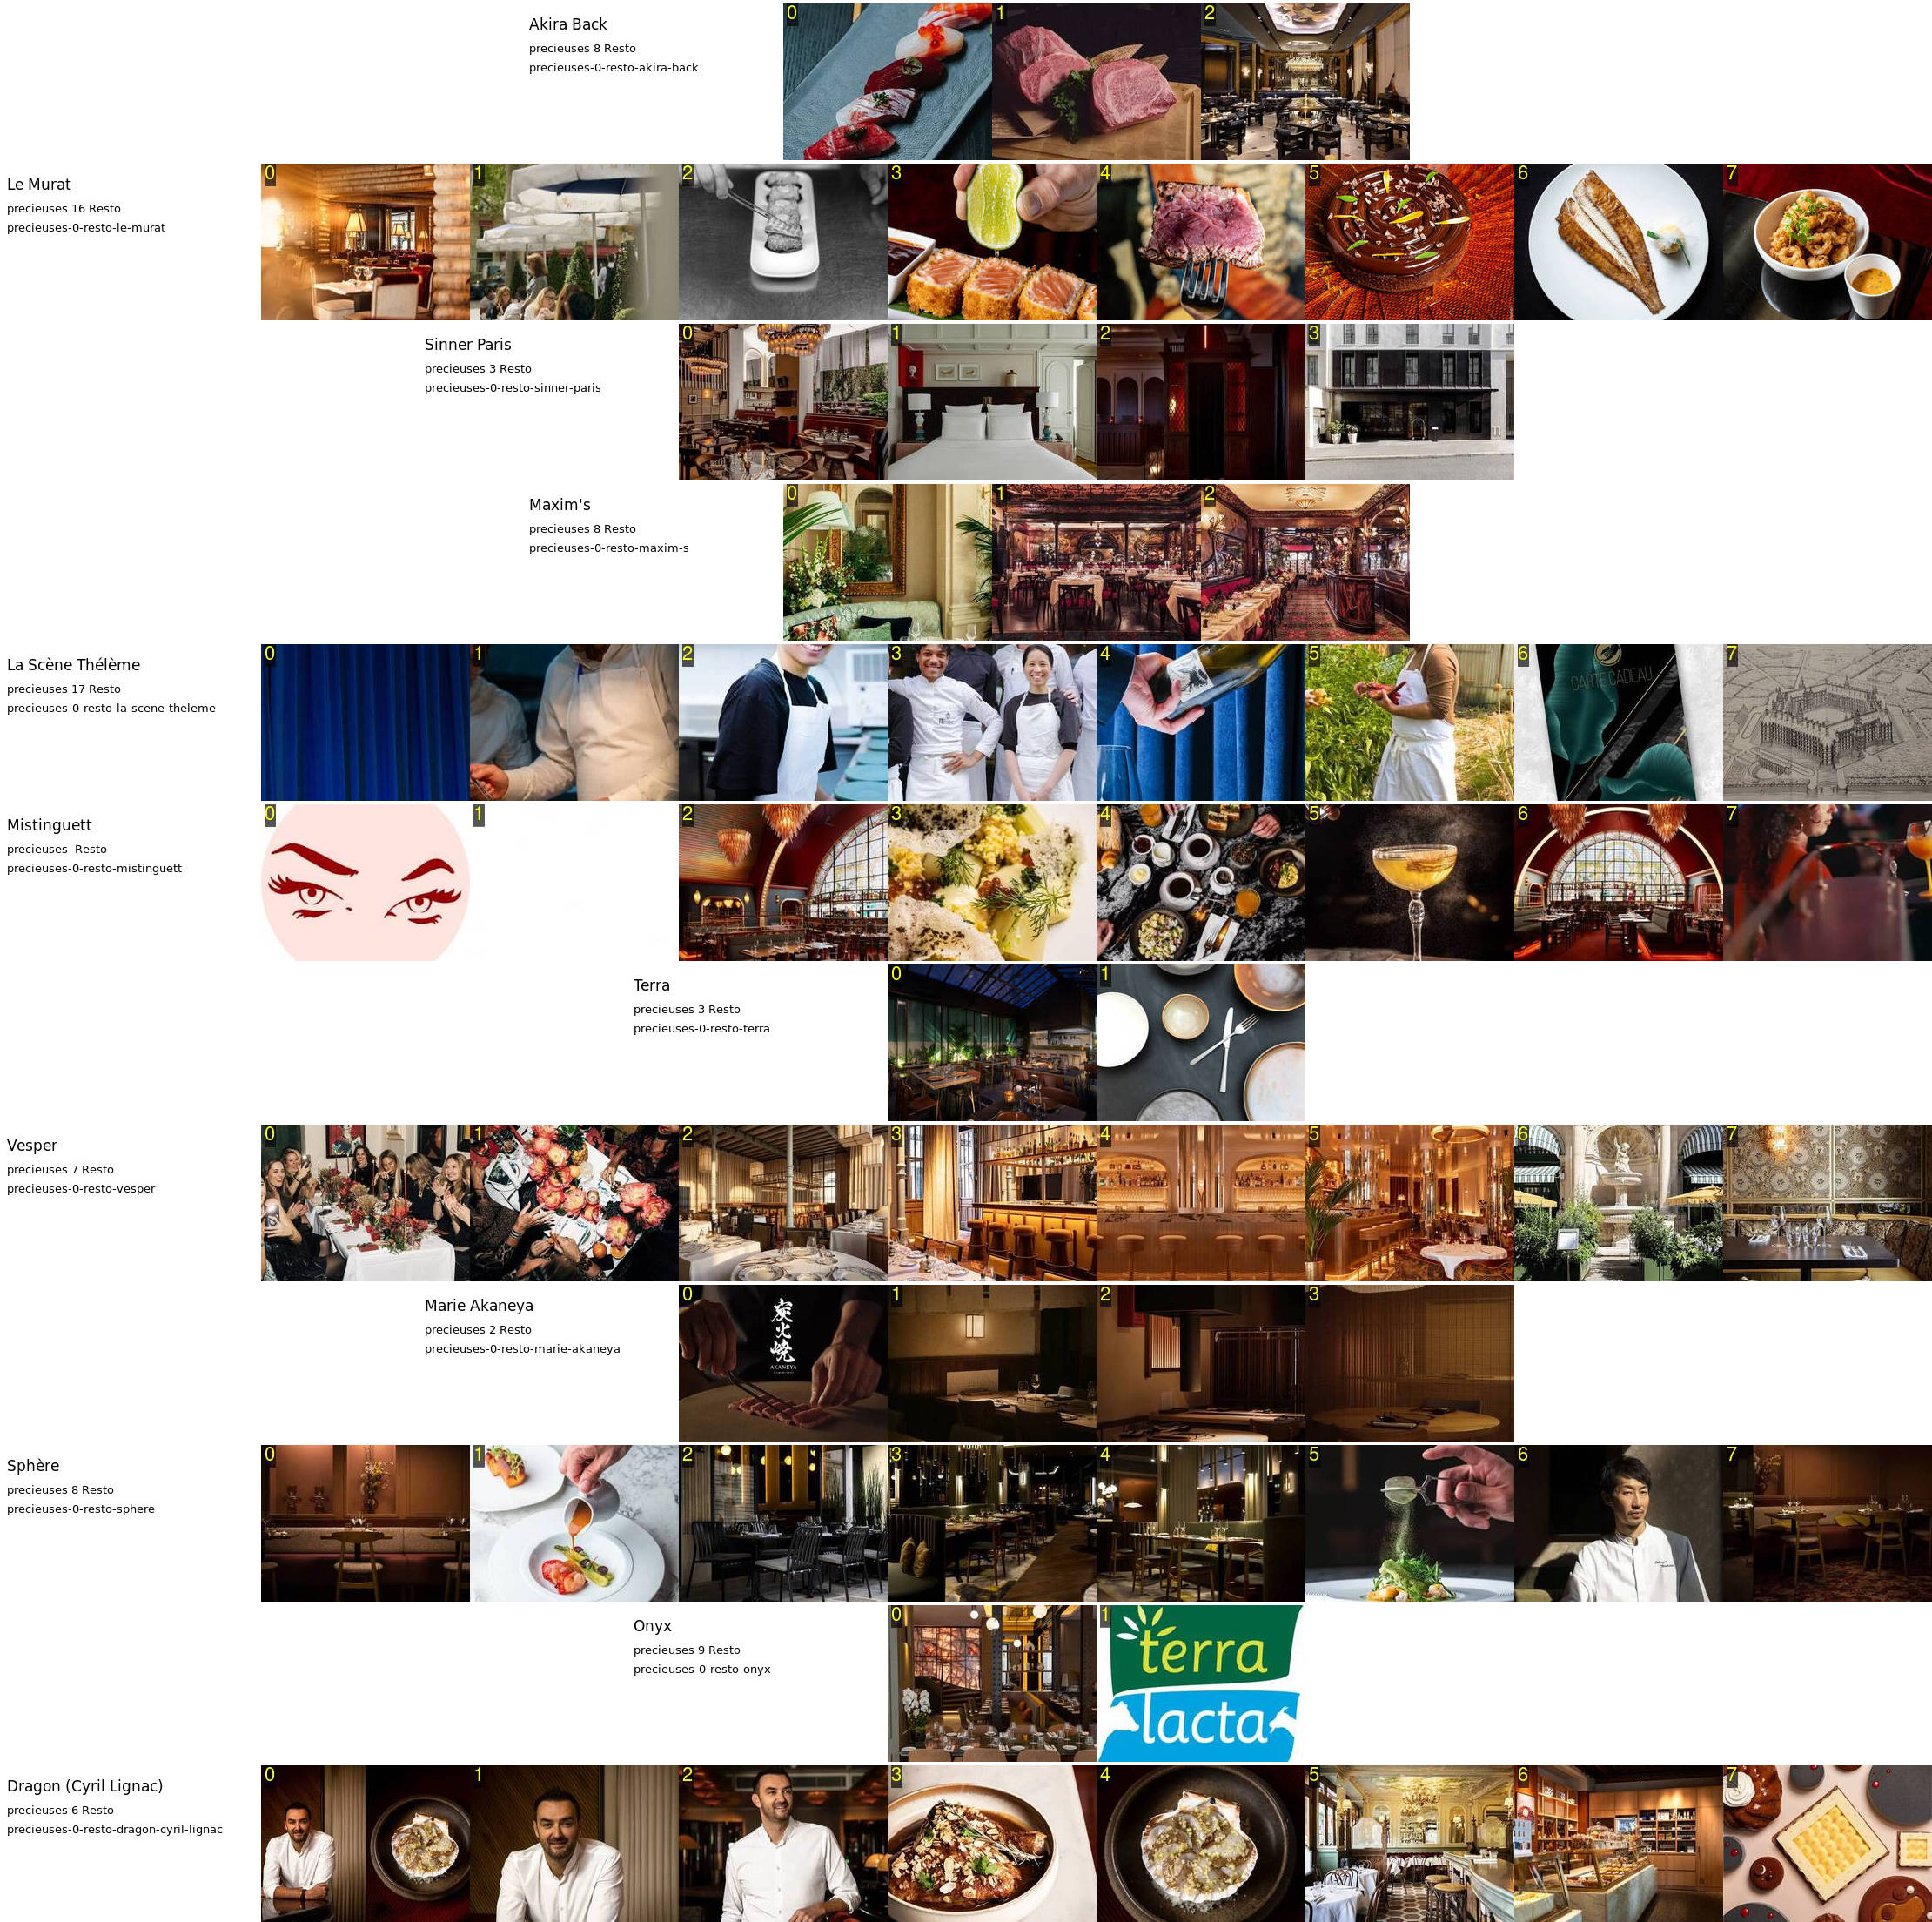 Akira Back
precieuses 8 Resto
precieuses-0-resto-akira-back
0
1
2
Le Murat
precieuses 16 Resto
precieuses-0-resto-le-murat
0
1
2
3
4
5
6
7
Sinner Paris
precieuses 3 Resto
precieuses-0-resto-sinner-paris
0
1
2
3
Maxim's
precieuses 8 Resto
precieuses-0-resto-maxim-s
0
1
2
La Scène Thélème
precieuses 17 Resto
precieuses-0-resto-la-scene-theleme
0
1
2
3
4
5
6
7
CARTE CADEAU
Mistinguett
precieuses  Resto
precieuses-0-resto-mistinguett
0
1
2
3
4
5
6
7
Terra
precieuses 3 Resto
precieuses-0-resto-terra
0
1
Vesper
precieuses 7 Resto
precieuses-0-resto-vesper
0
1
2
3
4
5
6
7
Marie Akaneya
precieuses 2 Resto
precieuses-0-resto-marie-akaneya
0
1
2
3
炭火焼
AKANEYA
Sphère
precieuses 8 Resto
precieuses-0-resto-sphere
0
1
2
3
4
5
6
7
Onyx
precieuses 9 Resto
precieuses-0-resto-onyx
0
1
terra
lacta
Dragon (Cyril Lignac)
precieuses 6 Resto
precieuses-0-resto-dragon-cyril-lignac
0
1
2
3
4
5
6
7